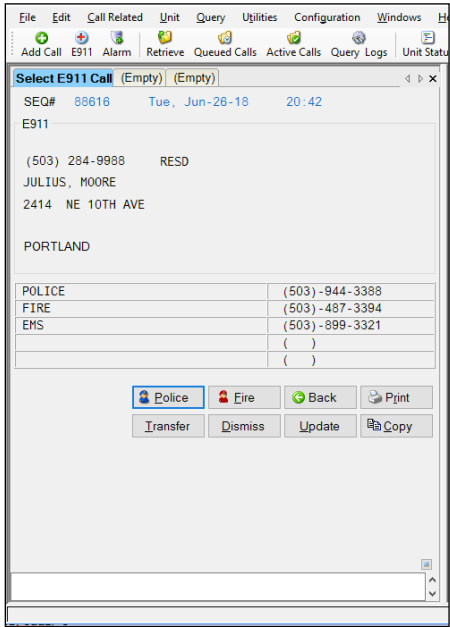 File Edit Call Related Unit Query Utilities Configuration Windows
Add Call E911 Alarm Retrieve Queued Calls Active Calls Query Logs Unit Statu
Select E911 Call (Empty) (Empty)
SEQ# 88616 Tue, Jun-26-18 20:42
E911
(503) 284-9988 RESD
JULIUS, MOORE
2414 NE 10TH AVE
PORTLAND
POLICE (503)-944-3388
FIRE (503)-487-3394
EMS (503)-899-3321
( )
( )
Police Fire Back Print
Transfer Dismiss Update Copy